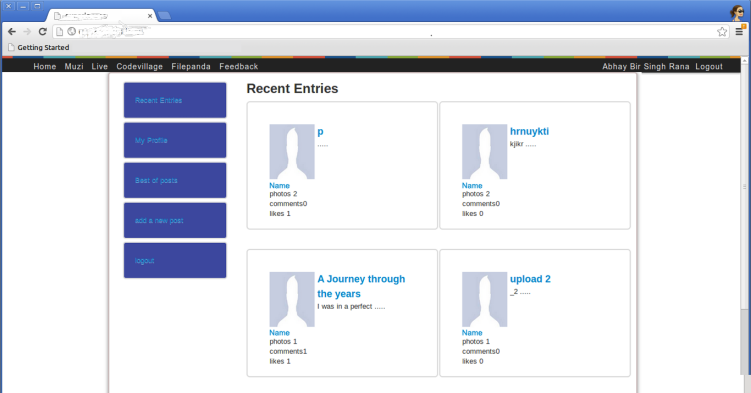 Getting Started
Home Muzi Live Codevillage Filepanda Feedback Abhay Bir Singh Rana Logout
Recent Entries
My Profile
Best of posts
add a new post
logout
Recent Entries
p
.....
Name
photos 2
comments0
likes 1
hrnuykti
kjikr .....
Name
photos 2
comments0
likes 0
A Journey through
the years
I was in a perfect .....
Name
photos 1
comments1
likes 1
upload 2
_2 .....
Name
photos 1
comments0
likes 0